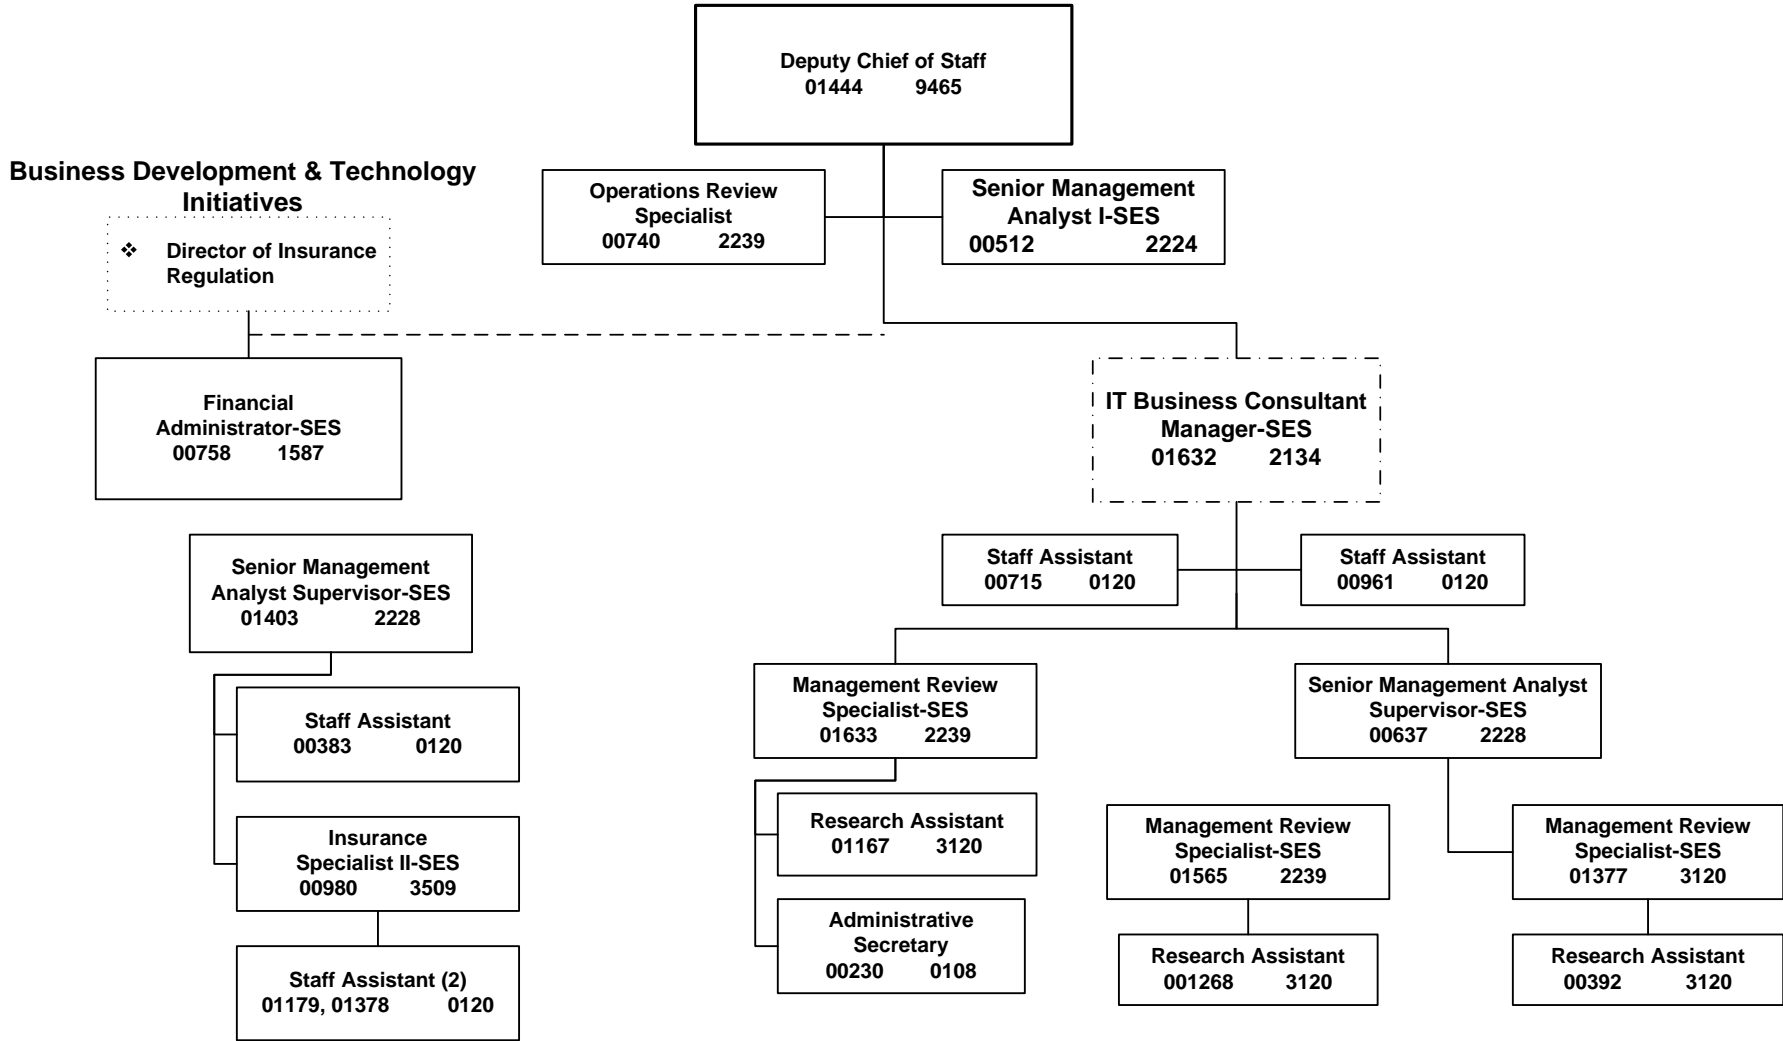 Deputy Chief of Staff
01444 9465
Business Development & Technology
Initiatives
❖ Director of Insurance
Regulation
Operations Review
Specialist
00740 2239
Senior Management
Analyst I-SES
00512 2224
Financial
Administrator-SES
00758 1587
IT Business Consultant
Manager-SES
01632 2134
Senior Management
Analyst Supervisor-SES
01403 2228
Staff Assistant
00383 0120
Insurance
Specialist II-SES
00980 3509
Staff Assistant (2)
01179, 01378 0120
Staff Assistant
00715 0120
Staff Assistant
00961 0120
Management Review
Specialist-SES
01633 2239
Research Assistant
01167 3120
Administrative
Secretary
00230 0108
Senior Management Analyst
Supervisor-SES
00637 2228
Management Review
Specialist-SES
01565 2239
Research Assistant
001268 3120
Management Review
Specialist-SES
01377 3120
Research Assistant
00392 3120